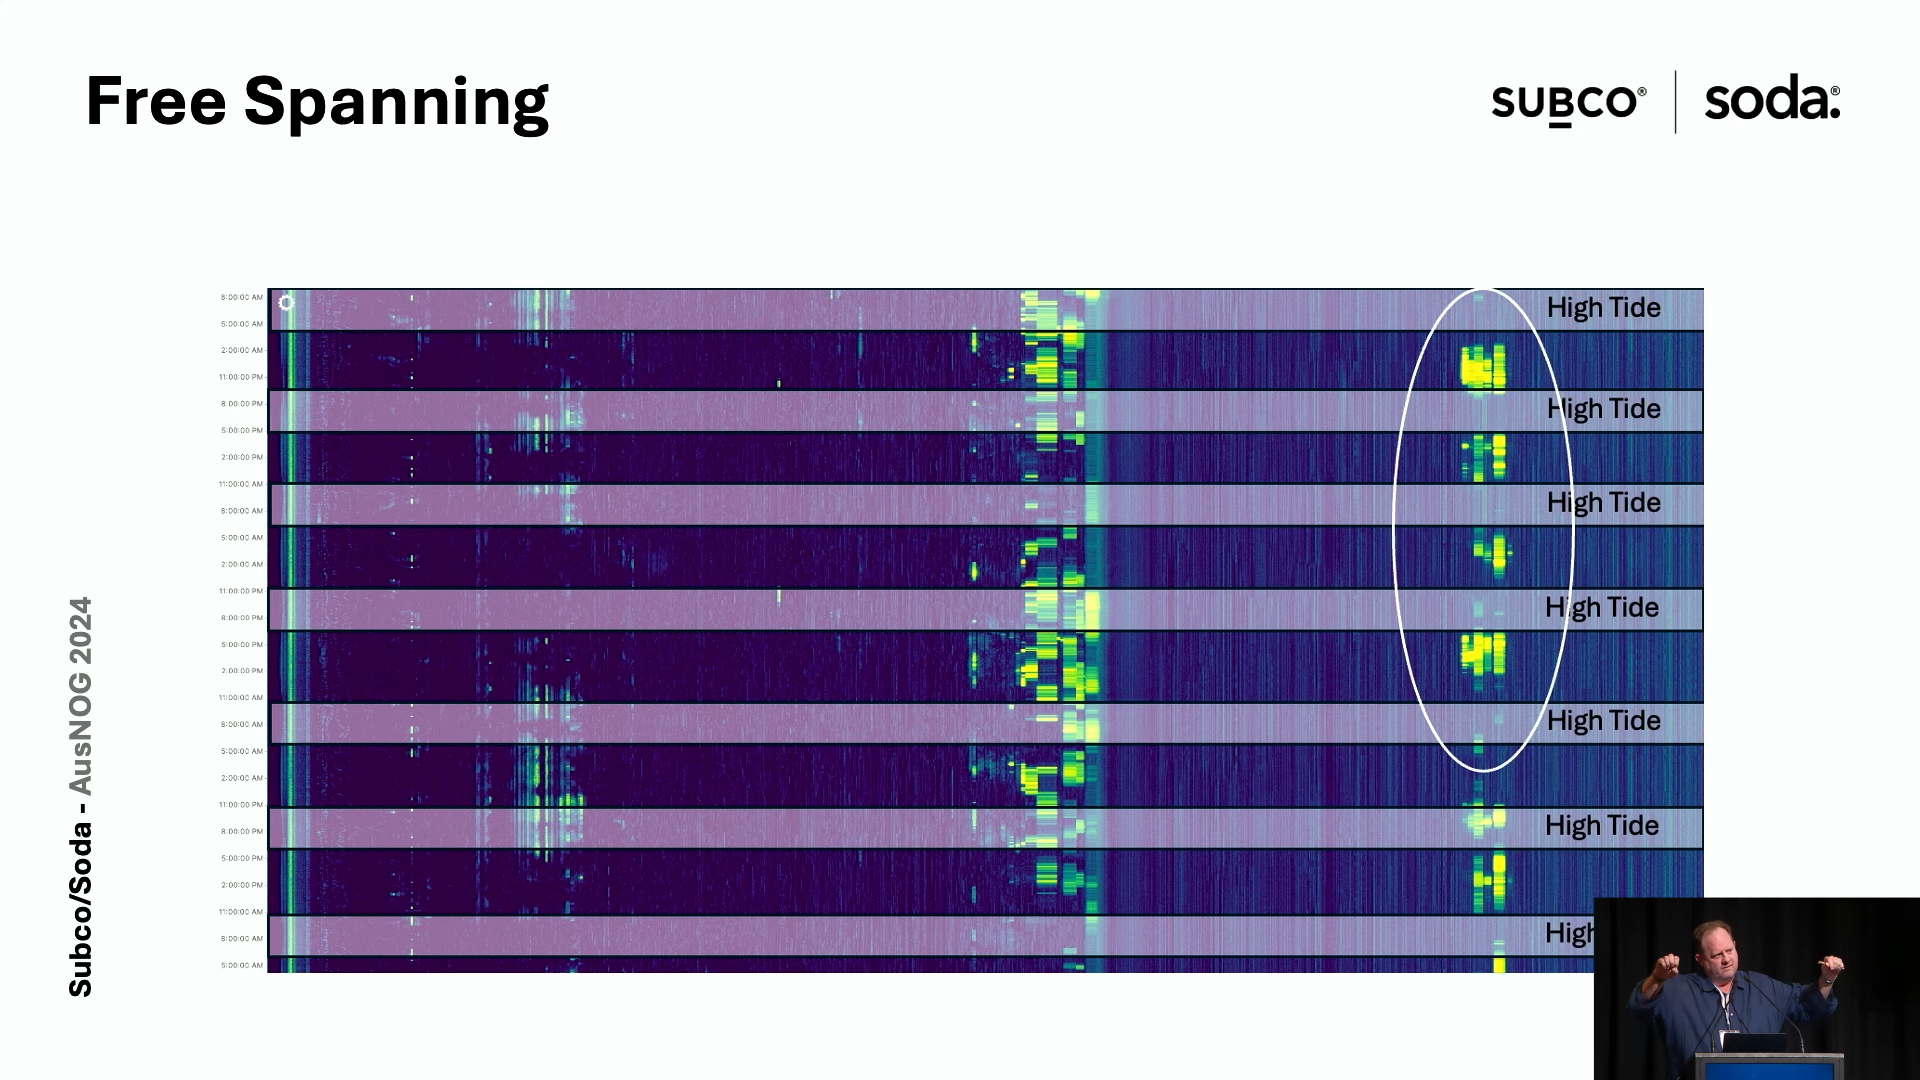 Free Spanning
SUBCO® | soda:®
8:00:00 AM
5:00:00 AM
2:00:00 AM
11:00:00 PM
8:00:00 PM
5:00:00 PM
2:00:00 PM
11:00:00 AM
8:00:00 AM
5:00:00 AM
2:00:00 AM
11:00:00 PM
8:00:00 PM
5:00:00 PM
2:00:00 PM
11:00:00 AM
8:00:00 AM
5:00:00 AM
2:00:00 AM
11:00:00 PM
8:00:00 PM
5:00:00 PM
2:00:00 PM
11:00:00 AM
8:00:00 AM
5:00:00 AM
High Tide
High Tide
High Tide
High Tide
High Tide
High Tide
High
Subco/Soda - AusNOG 2024